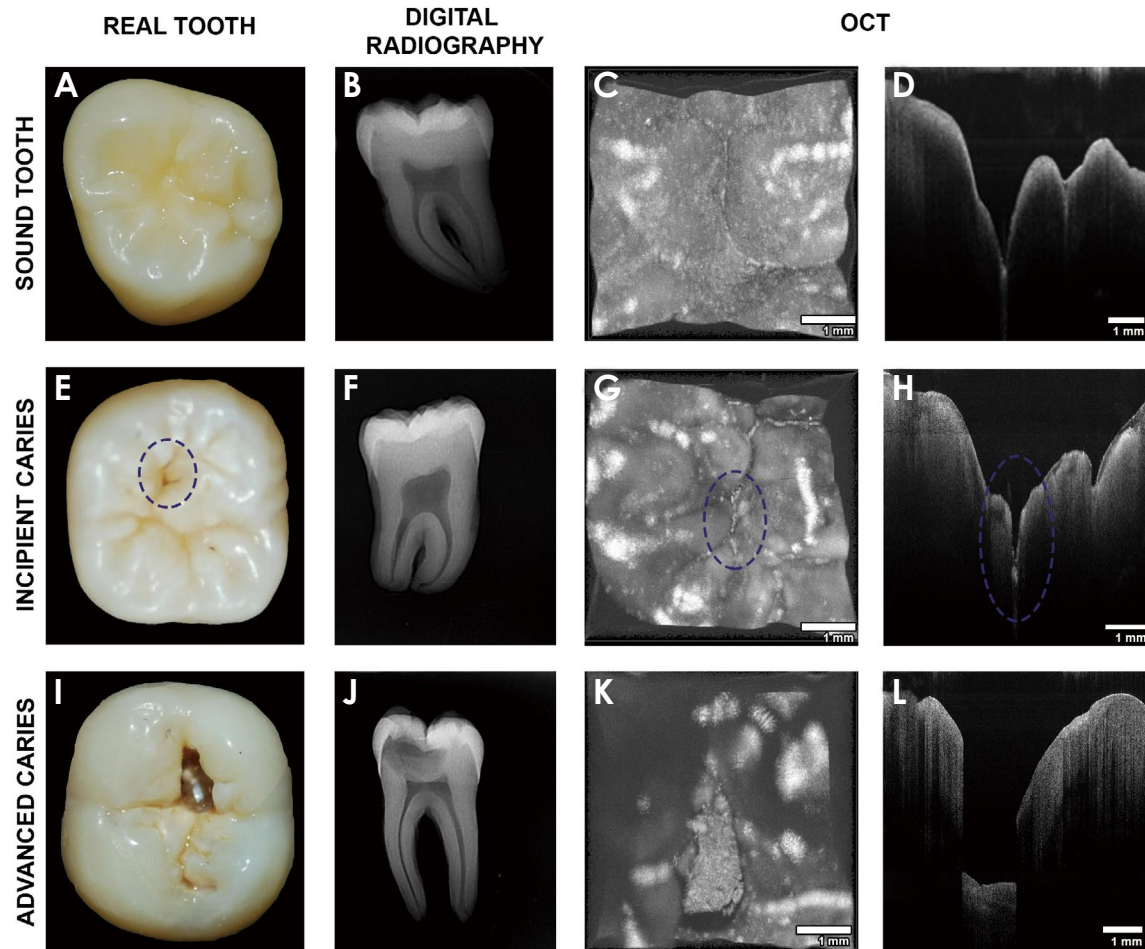 REAL TOOTH
DIGITAL
RADIOGRAPHY
OCT
SOUND TOOTH
A
B
C
1 mm
D
1 mm
INCIPIENT CARIES
E
F
G
1 mm
H
1 mm
ADVANCED CARIES
I
J
K
1 mm
L
1 mm